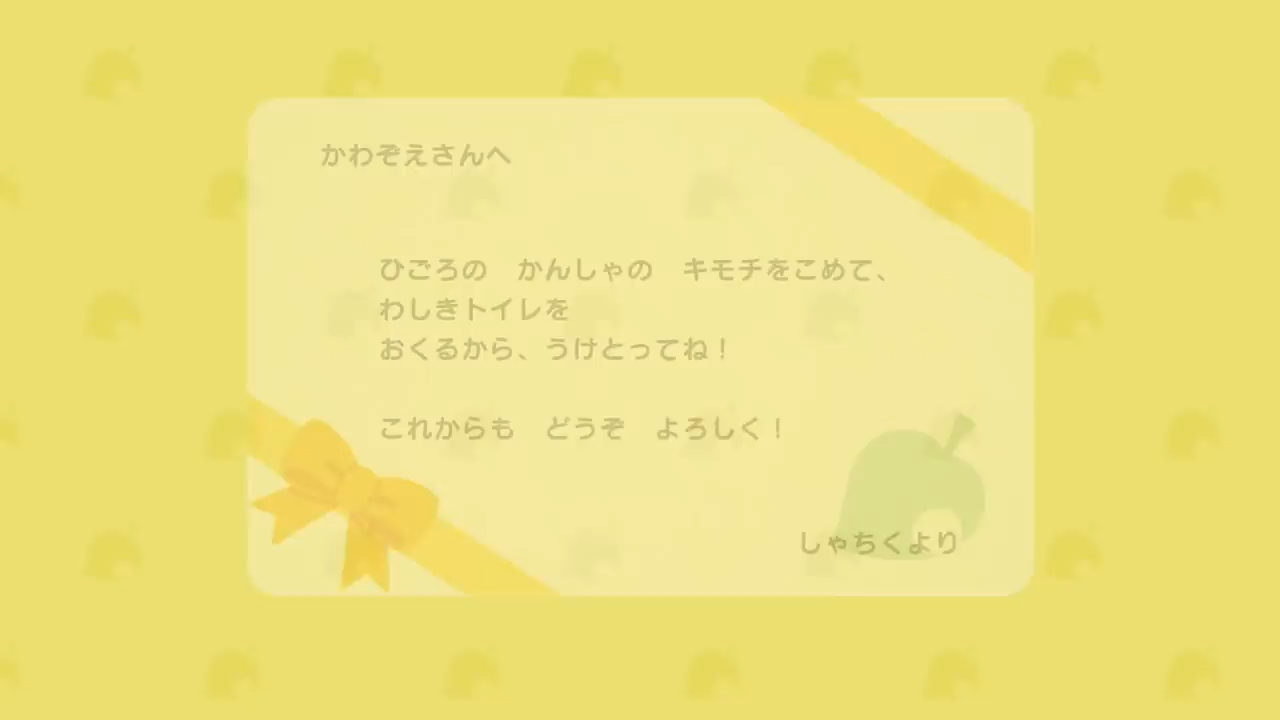 かわぞえさんへ
ひごろの　かんしゃの　キモチをこめて、
わしきトイレを
おくるから、うけとってね！
これからも　どうぞ　よろしく！
しゃちくより